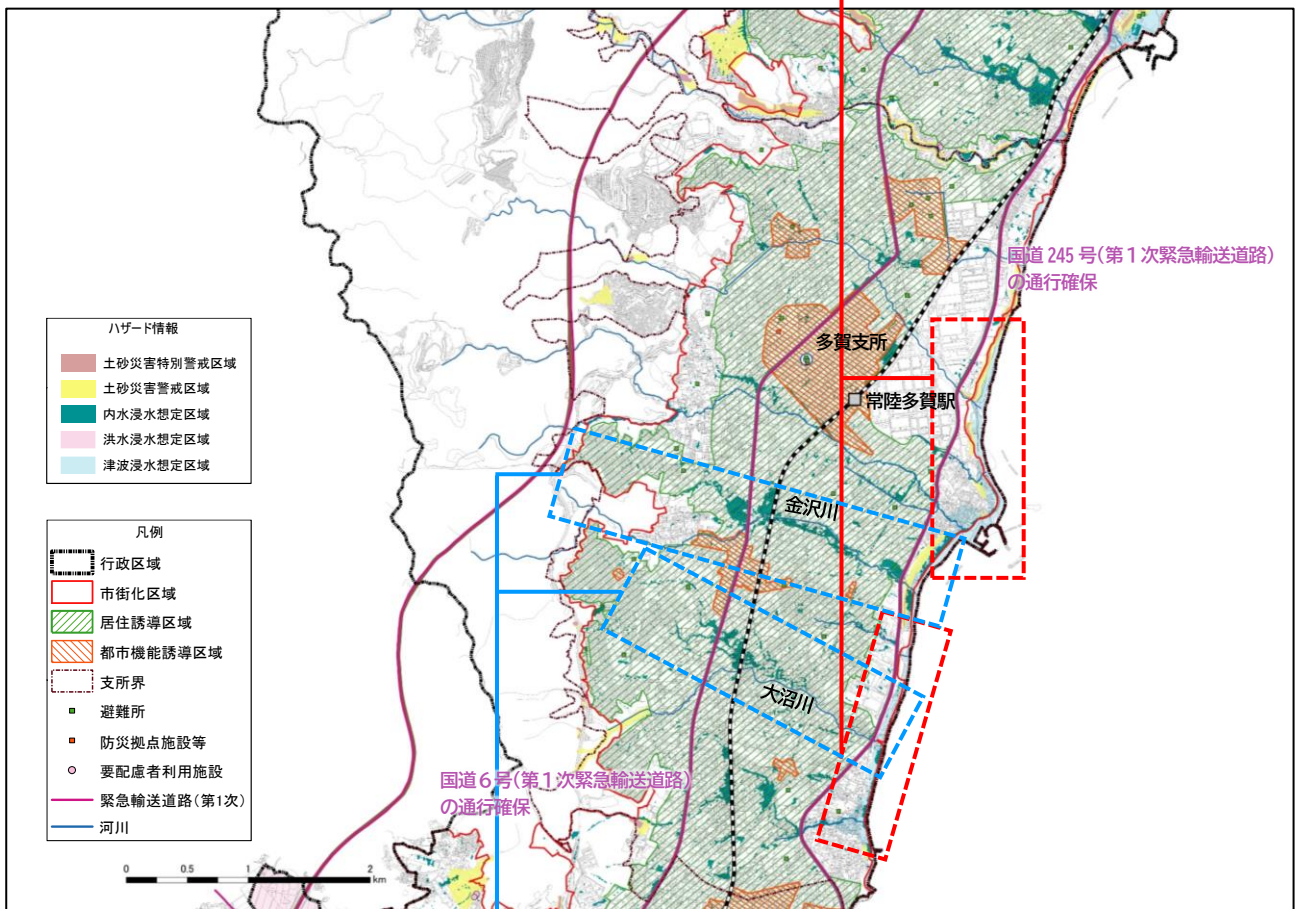 国道245号(第1次緊急輸送道路)
の通行確保
ハザード情報
土砂災害特別警戒区域
土砂災害警戒区域
内水浸水想定区域
洪水浸水想定区域
津波浸水想定区域
多賀支所
常陸多賀駅
金沢川
大沼川
凡例
行政区域
市街化区域
居住誘導区域
都市機能誘導区域
支所界
避難所
防災拠点施設等
要配慮者利用施設
緊急輸送道路(第1次)
河川
国道6号(第1次緊急輸送道路)
の通行確保
0 0.5 1 2
km